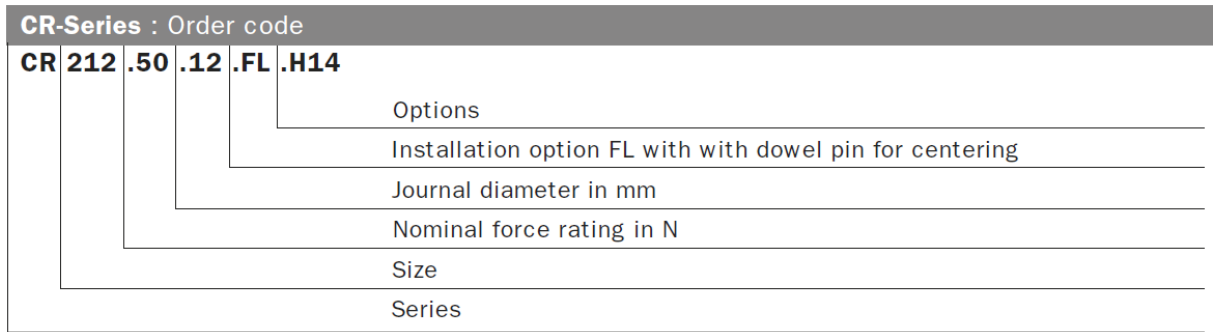 CR-Series : Order code
CR 212 .50 .12 .FL .H14
Options
Installation option FL with with dowel pin for centering
Journal diameter in mm
Nominal force rating in N
Size
Series